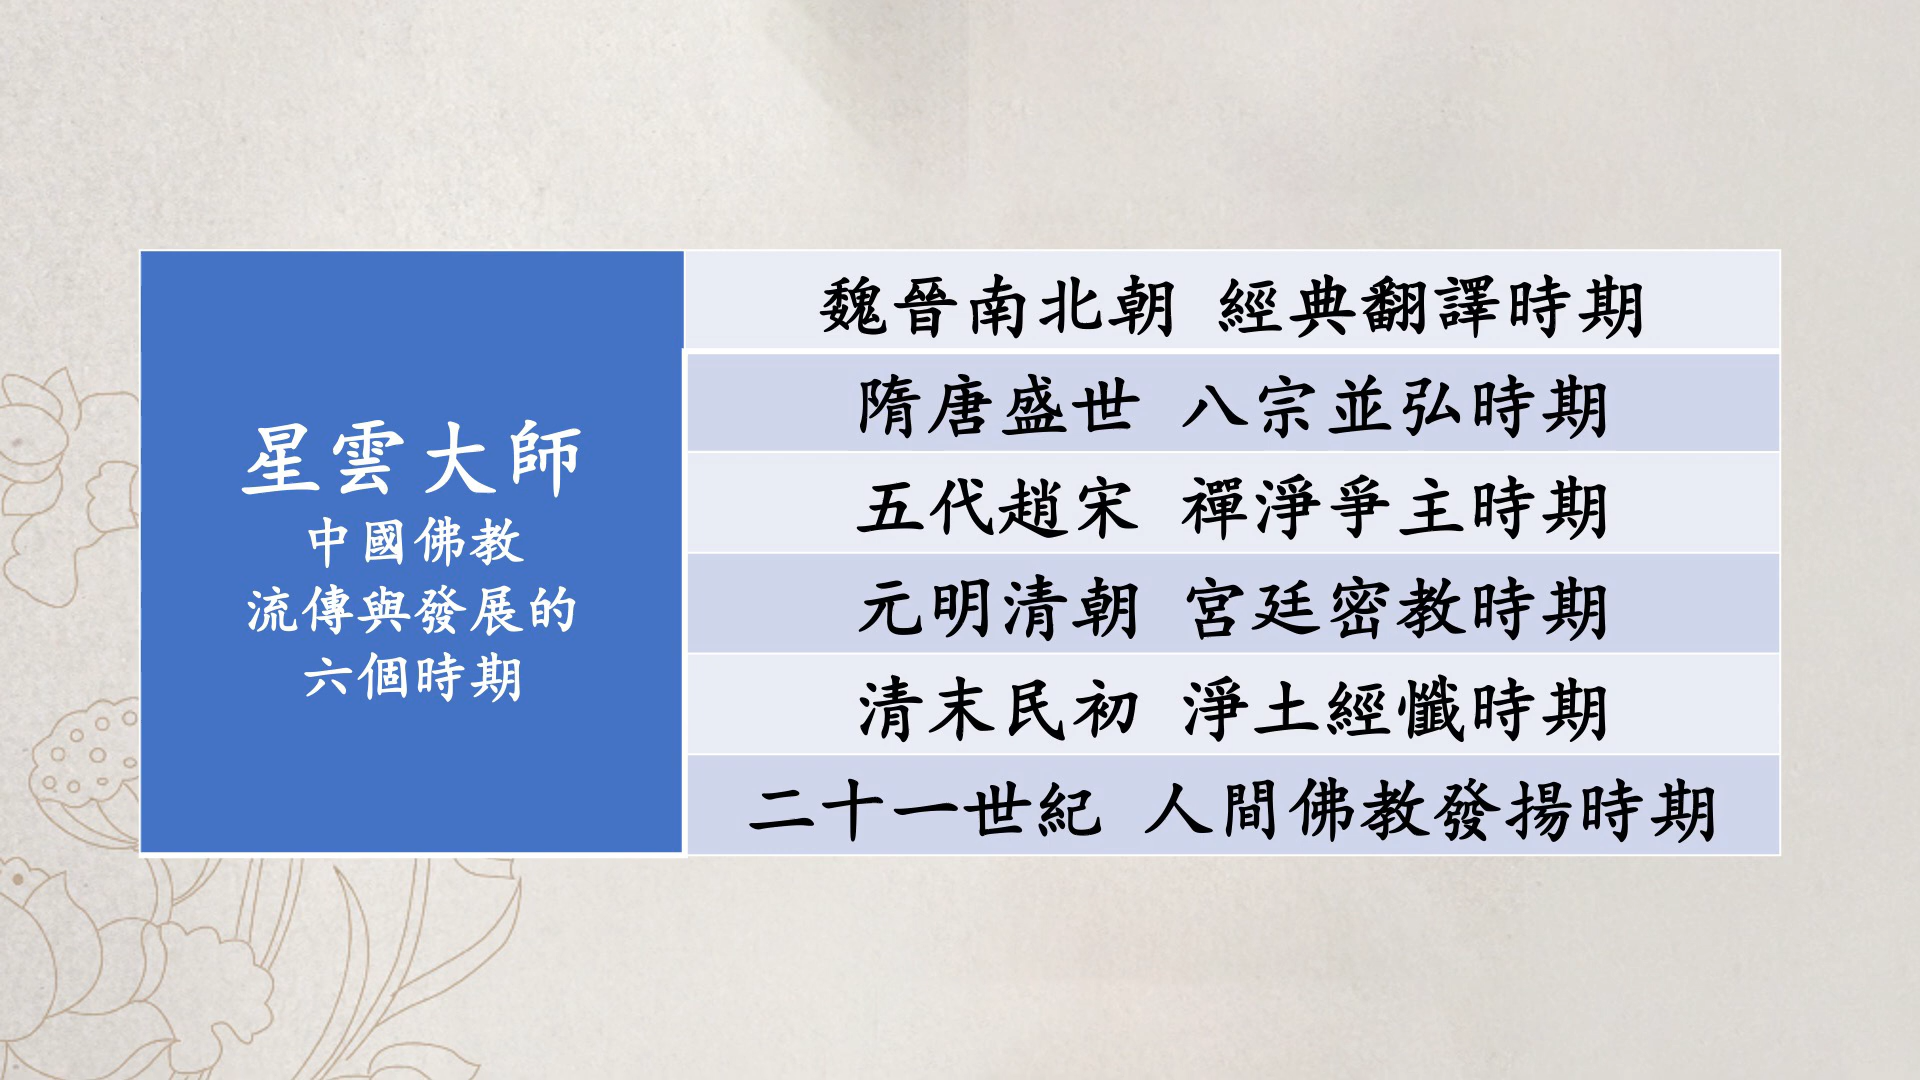 星雲大師
中國佛教
流傳與發展的
六個時期
魏晉南北朝 經典翻譯時期
隋唐盛世 八宗並弘時期
五代趙宋 禪淨爭主時期
元明清朝 宮廷密教時期
清末民初 淨土經懺時期
二十一世紀 人間佛教發揚時期